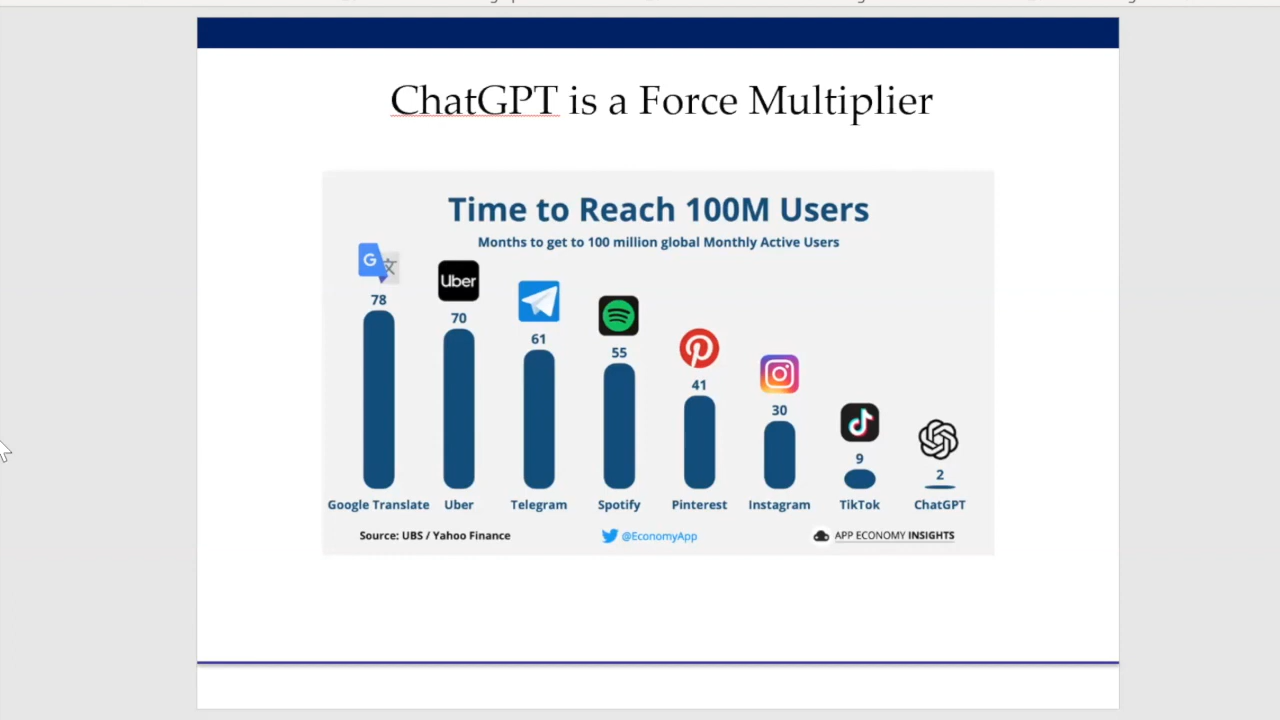 ChatGPT is a Force Multiplier
Time to Reach 100M Users
Months to get to 100 million global Monthly Active Users
G 文
Uber
78
70
61
55
41
30
9
2
Google Translate Uber Telegram Spotify Pinterest Instagram TikTok ChatGPT
Source: UBS / Yahoo Finance @EconomyApp APP ECONOMY INSIGHTS